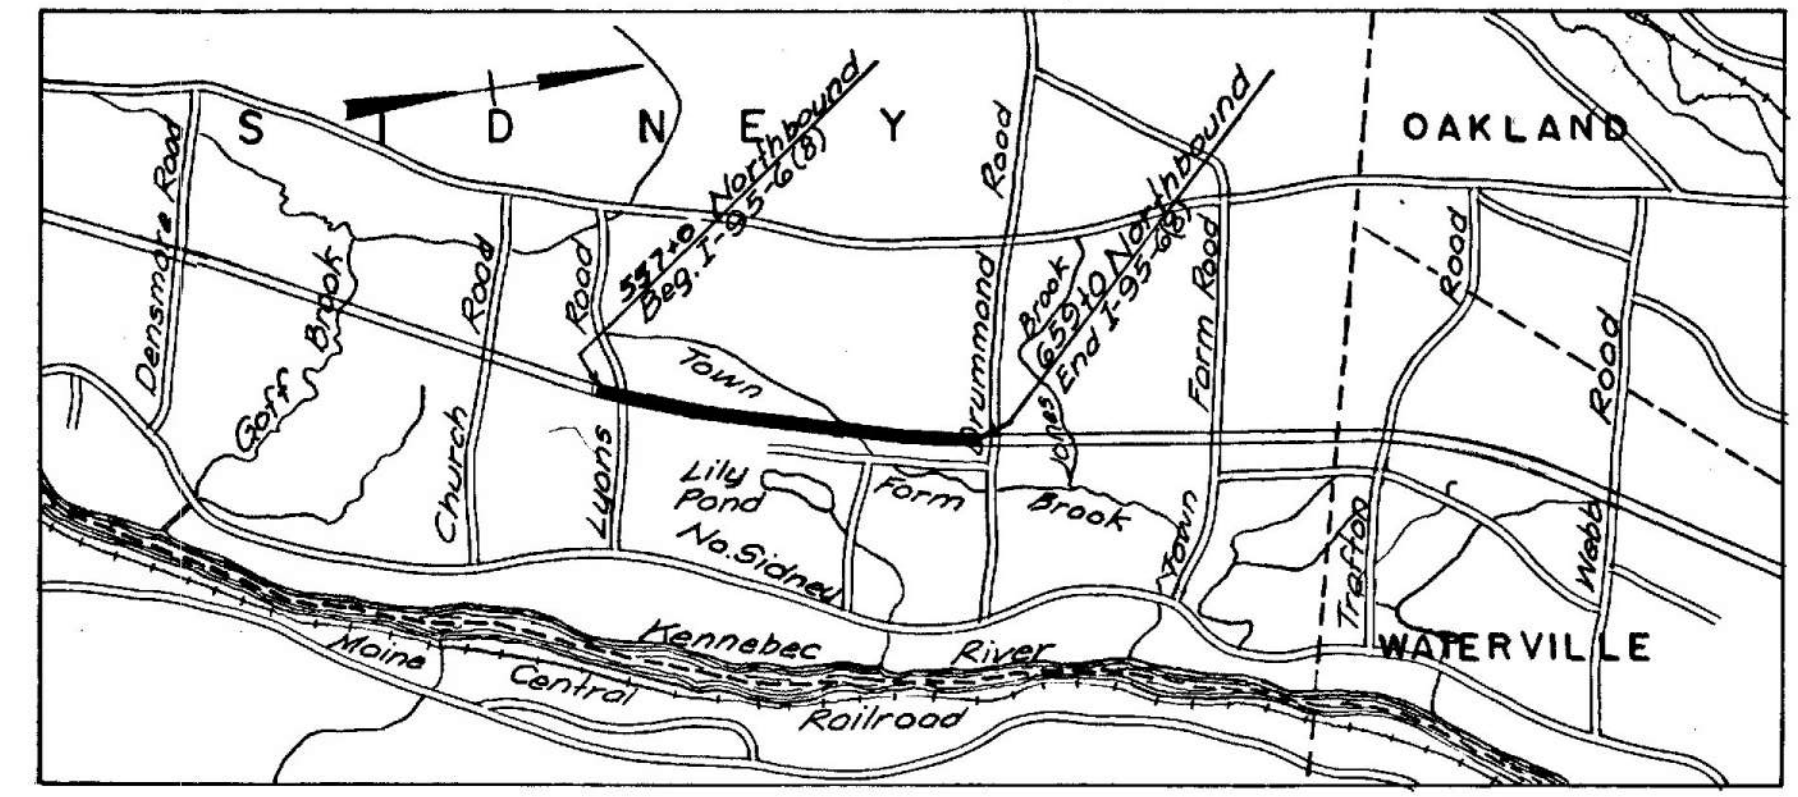 SIDNEY
OAKLAND
Densmore Road
Goff Brook
Church Road
Lyons Road
557+0 Northbound
Beg. I-95-6(8)
Drummond Road
Jones Brook
659+0 Northbound
End I-95-6(8)
Town Farm Road
Trafton Road
Webb Road
Town Farm Brook
Lily
Pond
No. Sidney
Kennebec River
Maine Central Railroad
WATERVILLE